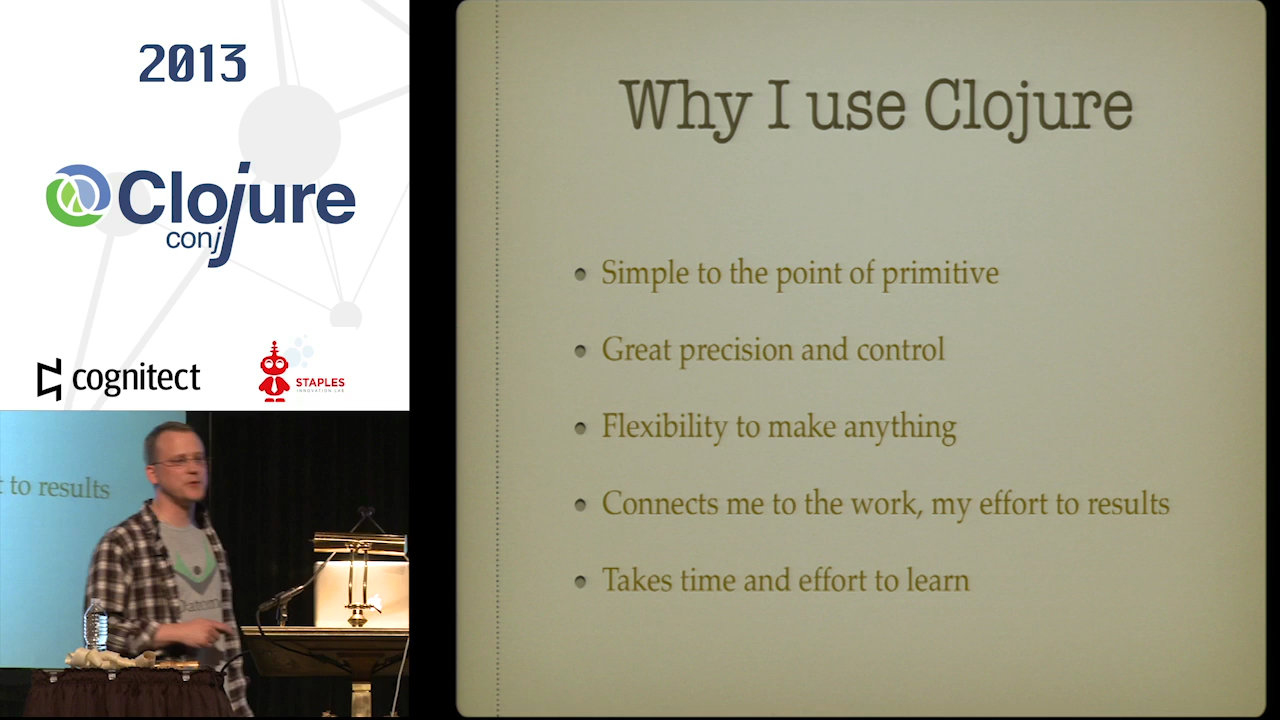 2013
Clojure
conj
cognitect
STAPLES
INNOVATION LAB
t to results
Why I use Clojure
• Simple to the point of primitive
• Great precision and control
• Flexibility to make anything
• Connects me to the work, my effort to results
• Takes time and effort to learn